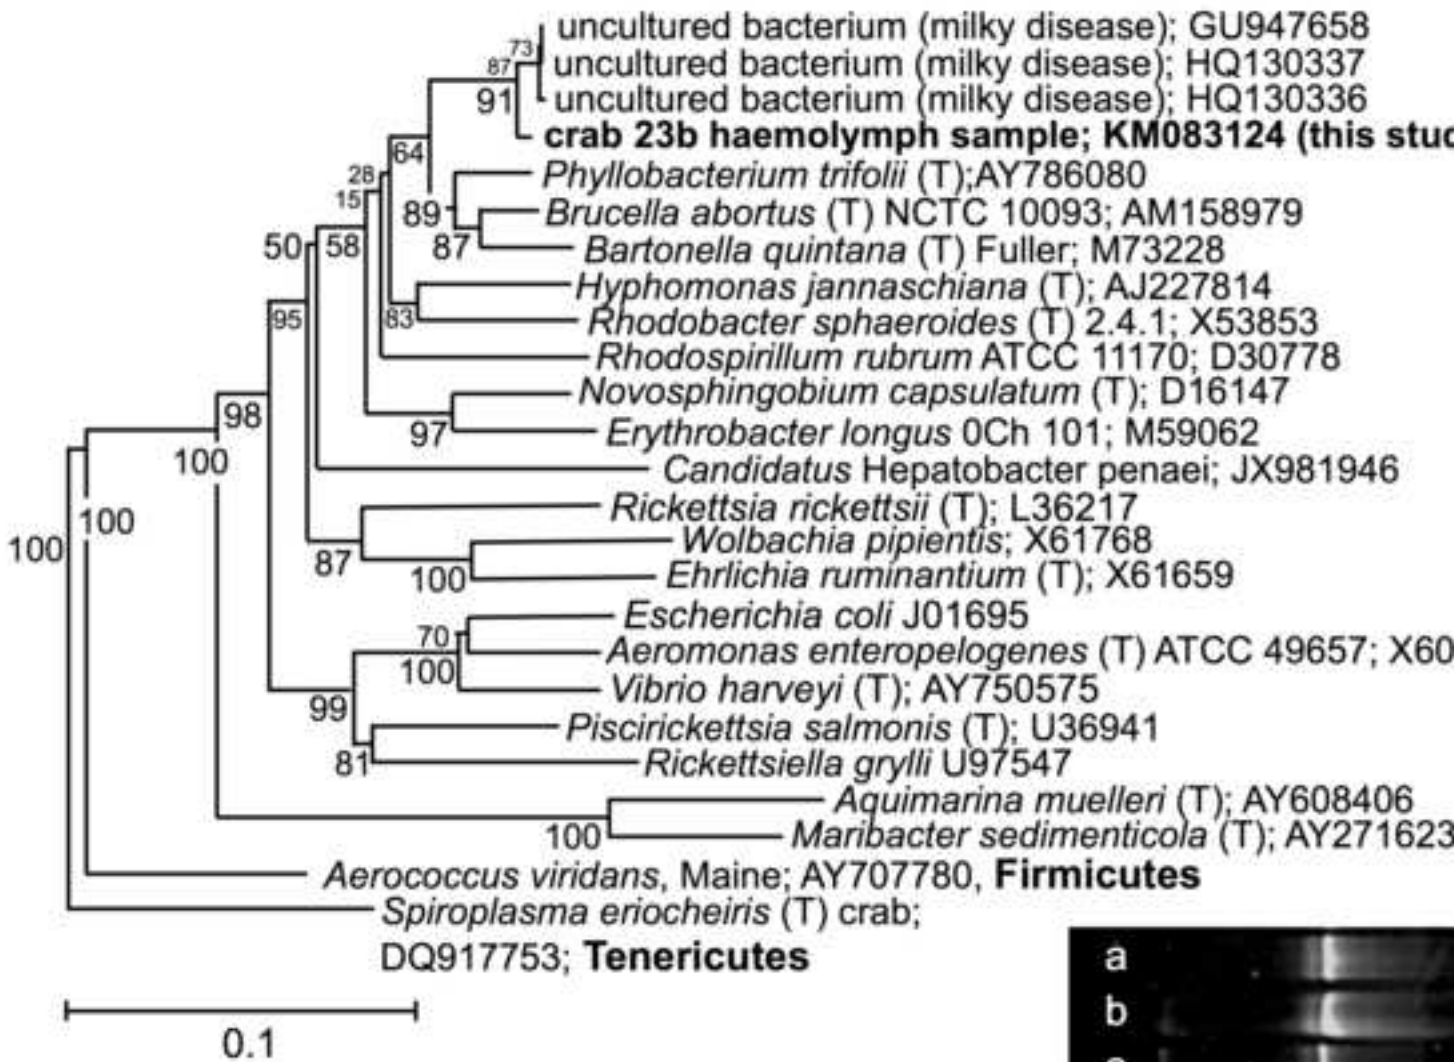 uncultured bacterium (milky disease); GU947658
73
87
uncultured bacterium (milky disease); HQ130337
91
uncultured bacterium (milky disease); HQ130336
crab 23b haemolymph sample; KM083124 (this stud
64
28
Phyllobacterium trifolii (T);AY786080
15
89
Brucella abortus (T) NCTC 10093; AM158979
50
58
87
Bartonella quintana (T) Fuller; M73228
Hyphomonas jannaschiana (T); AJ227814
95
83
Rhodobacter sphaeroides (T) 2.4.1; X53853
Rhodospirillum rubrum ATCC 11170; D30778
Novosphingobium capsulatum (T); D16147
98
97
Erythrobacter longus 0Ch 101; M59062
100
Candidatus Hepatobacter penaei; JX981946
Rickettsia rickettsii (T); L36217
100
100
Wolbachia pipientis; X61768
87
100
Ehrlichia ruminantium (T); X61659
Escherichia coli J01695
70
Aeromonas enteropelogenes (T) ATCC 49657; X60
100
Vibrio harveyi (T); AY750575
99
Piscirickettsia salmonis (T); U36941
81
Rickettsiella grylli U97547
Aquimarina muelleri (T); AY608406
100
Maribacter sedimenticola (T); AY271623
Aerococcus viridans, Maine; AY707780, Firmicutes
Spiroplasma eriocheiris (T) crab;
DQ917753; Tenericutes
a
b
0.1